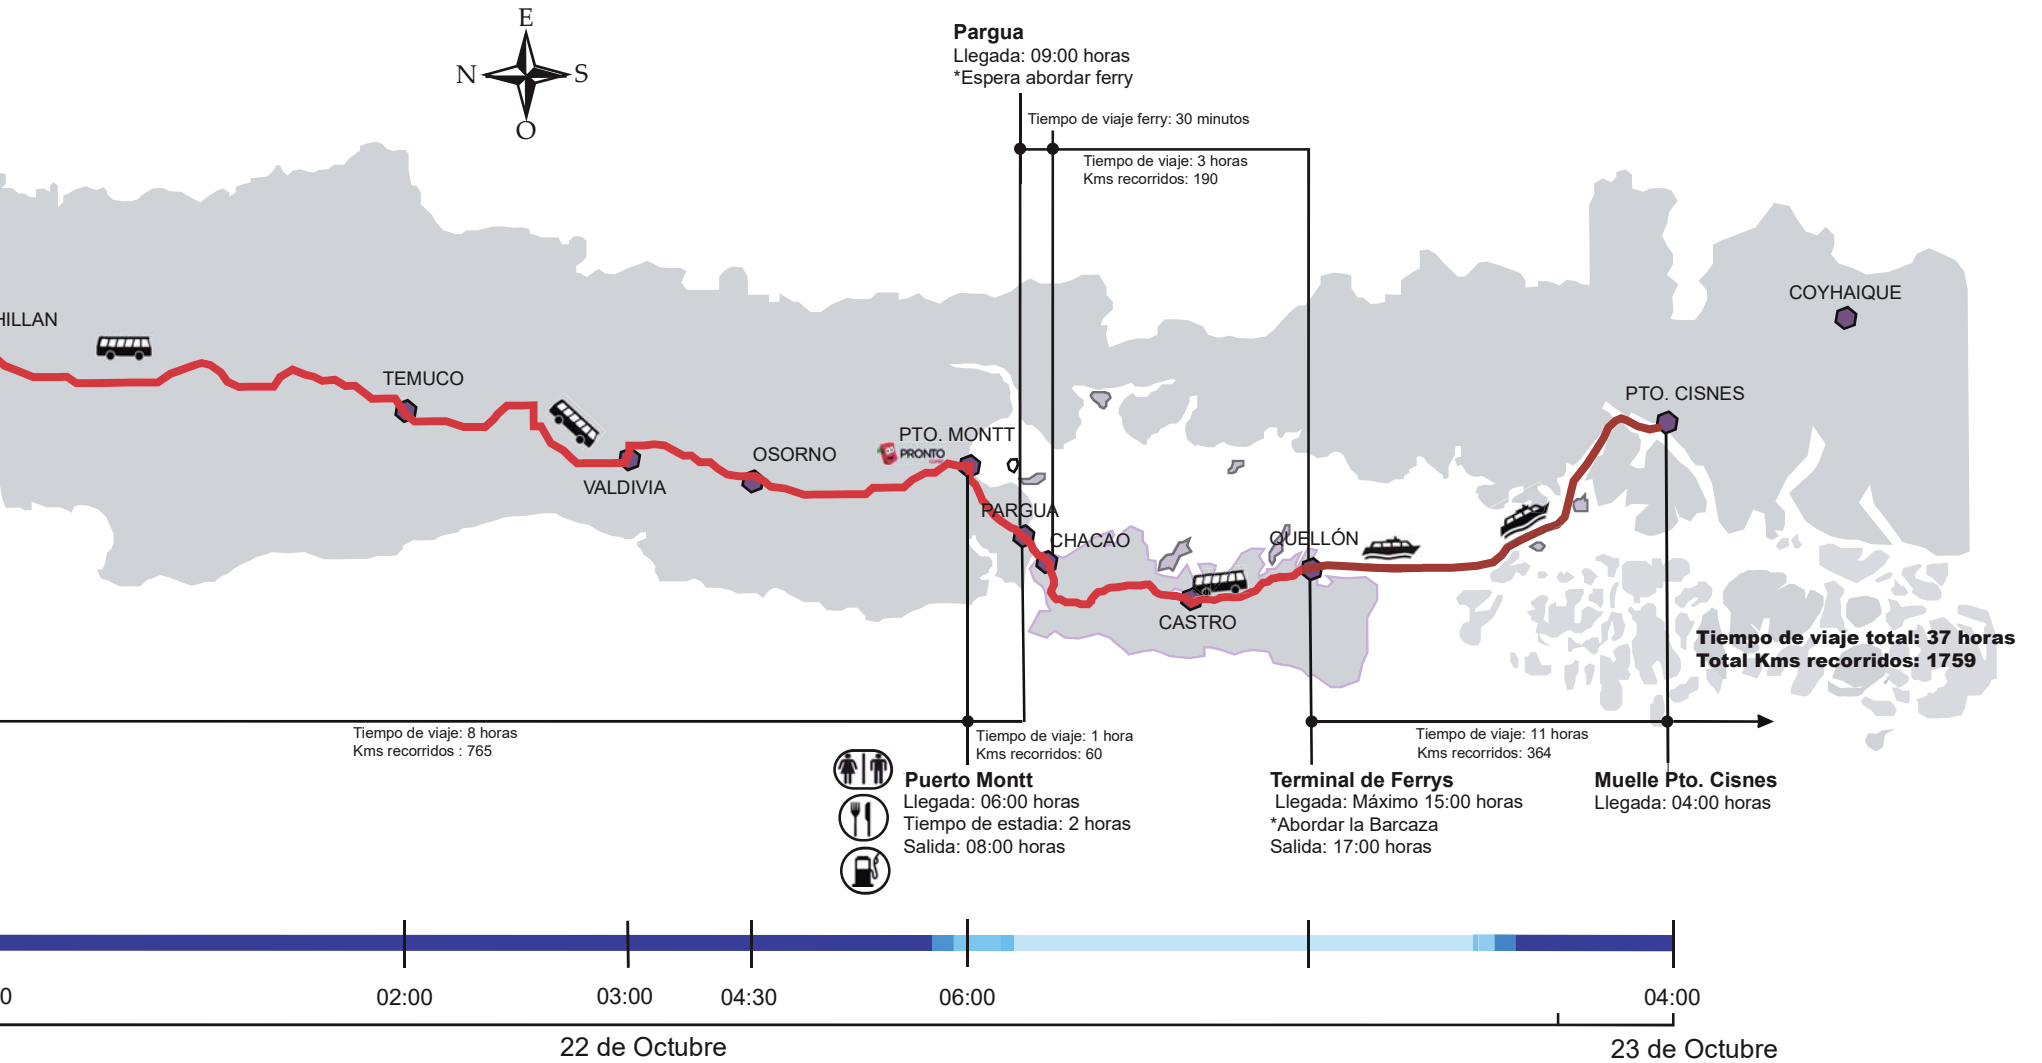 E
N
S
O
Pargua
Llegada: 09:00 horas
*Espera abordar ferry
Tiempo de viaje ferry: 30 minutos
Tiempo de viaje: 3 horas
Kms recorridos: 190
HILLAN
TEMUCO
VALDIVIA
OSORNO
PTO. MONTT
PRONTO
PARGUA
CHACAO
CASTRO
QUELLÓN
PTO. CISNES
COYHAIQUE
Tiempo de viaje total: 37 horas
Total Kms recorridos: 1759
Tiempo de viaje: 8 horas
Kms recorridos : 765
Tiempo de viaje: 1 hora
Kms recorridos: 60
Tiempo de viaje: 11 horas
Kms recorridos: 364
Puerto Montt
Llegada: 06:00 horas
Tiempo de estadia: 2 horas
Salida: 08:00 horas
Terminal de Ferrys
Llegada: Máximo 15:00 horas
*Abordar la Barcaza
Salida: 17:00 horas
Muelle Pto. Cisnes
Llegada: 04:00 horas
0
02:00
03:00
04:30
06:00
04:00
22 de Octubre
23 de Octubre